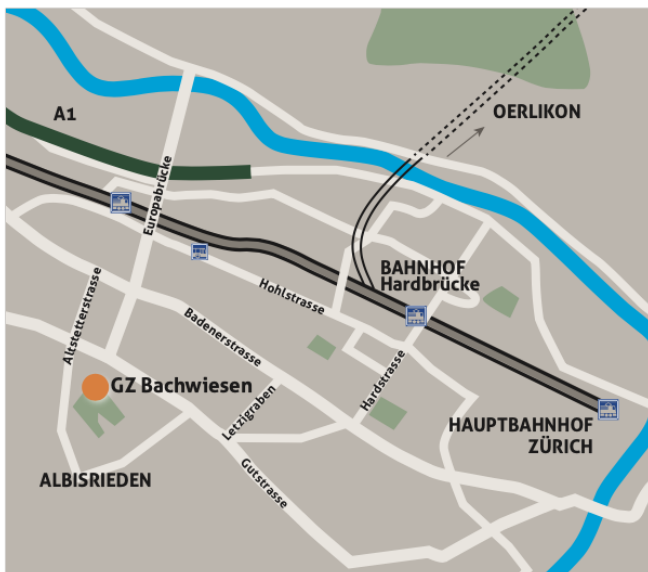 A1
OERLIKON
Europabrücke
BAHNHOF
Hardbrücke
Altstetterstrasse
Hohlstrasse
Badenerstrasse
Hardstrasse
GZ Bachwiesen
Letzigraben
HAUPTBAHNHOF
ZÜRICH
ALBISRIEDEN
Gutstrasse